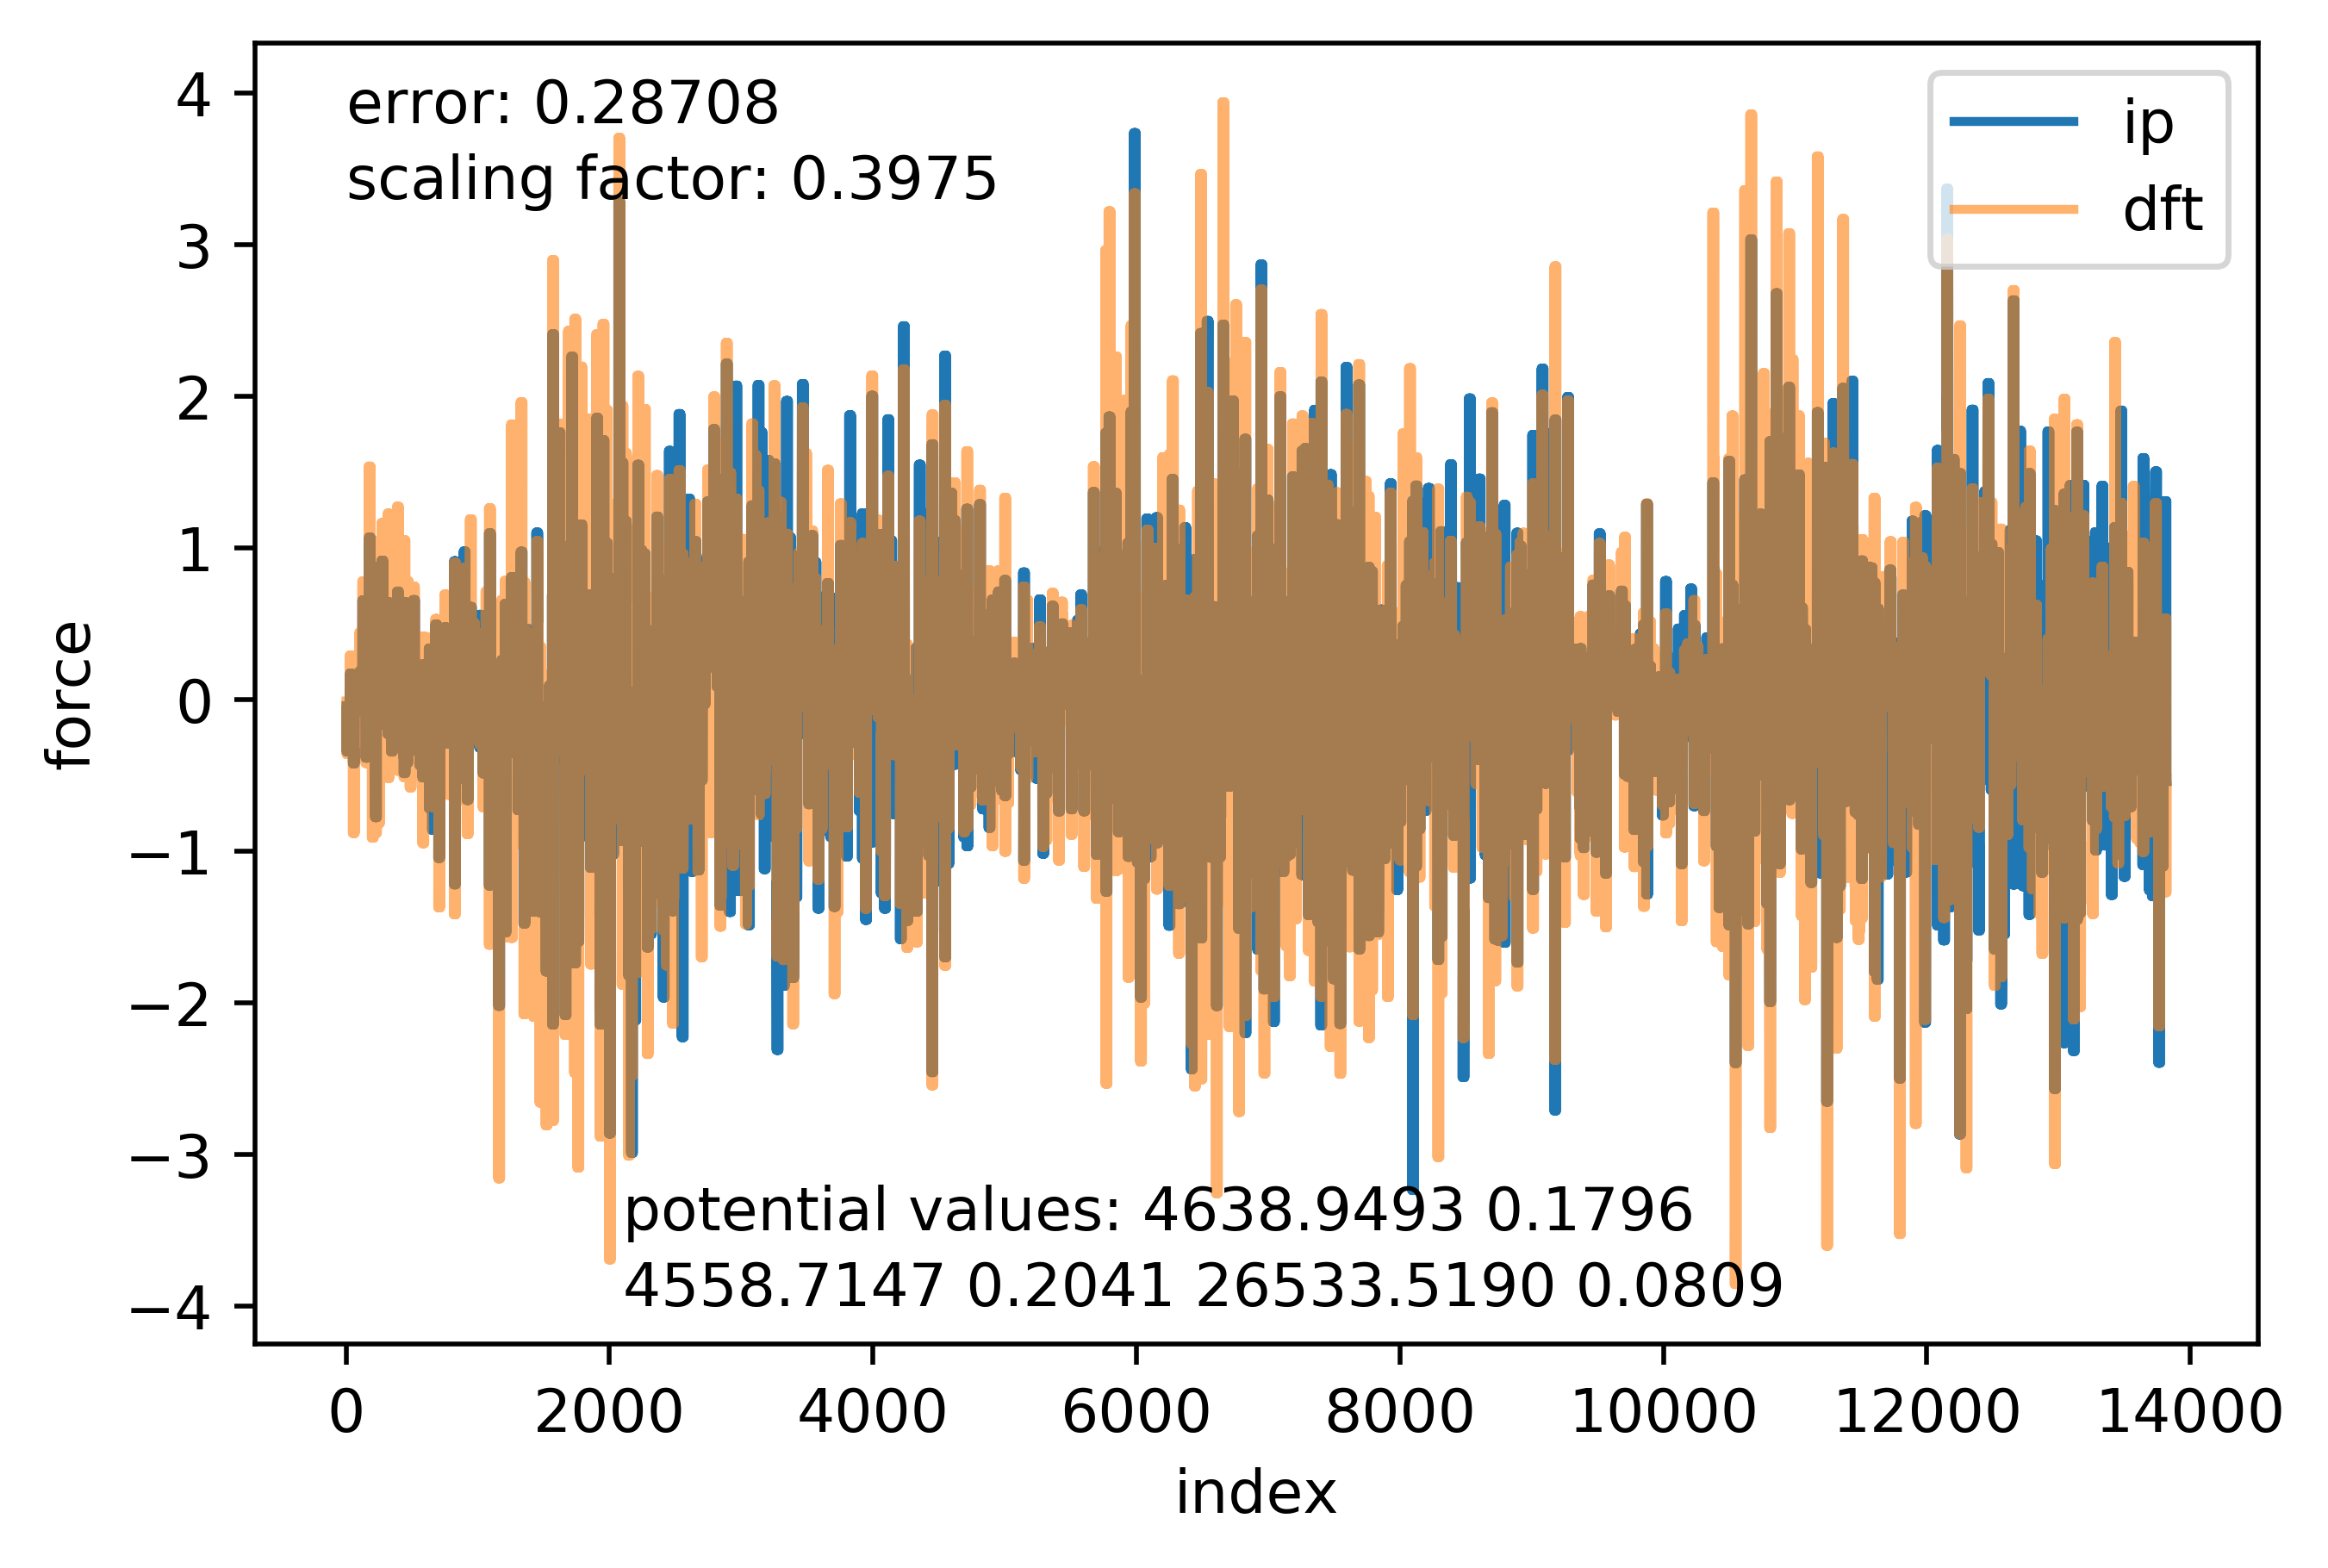 error: 0.28708
scaling factor: 0.3975
ip
dft
4
3
2
1
0
−1
−2
−3
−4
force
potential values: 4638.9493 0.1796
4558.7147 0.2041 26533.5190 0.0809
0 2000 4000 6000 8000 10000 12000 14000
index